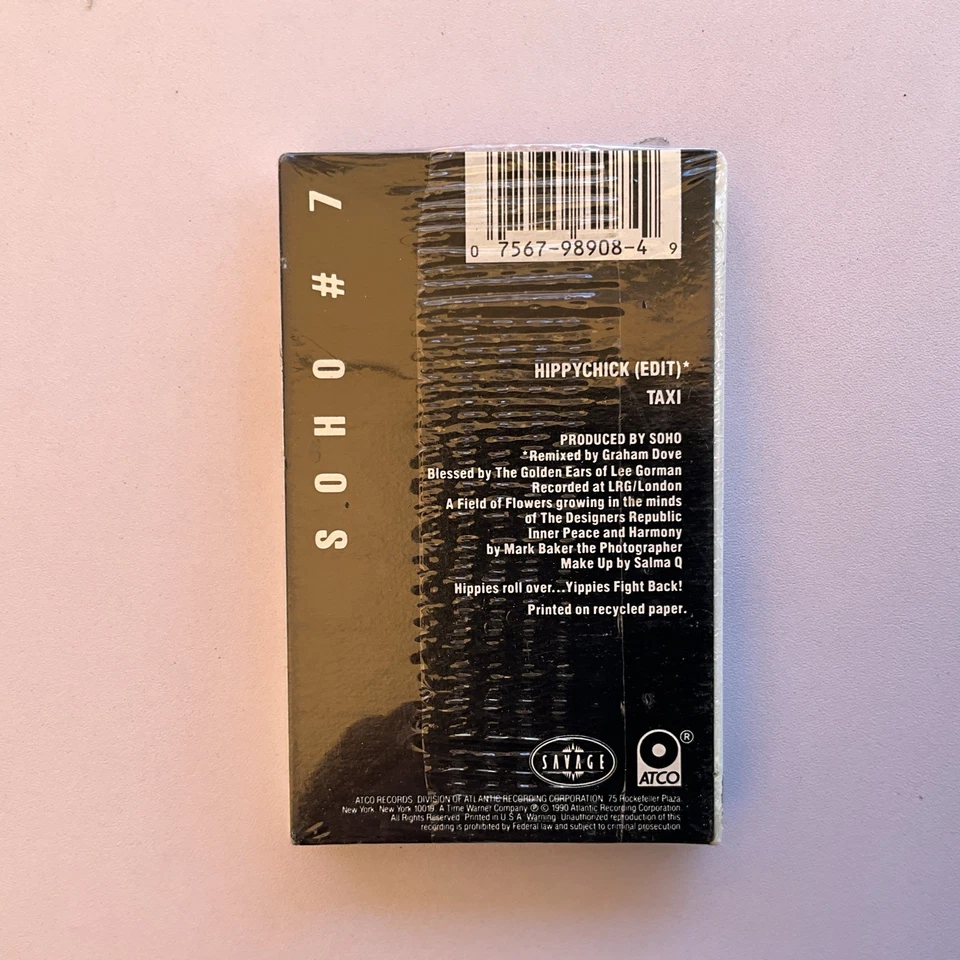 SOHO # 7
0 7567-98908-4 9
HIPPYCHICK (EDIT)*
TAXI
PRODUCED BY SOHO
*Remixed by Graham Dove
Blessed by The Golden Ears of Lee Gorman
Recorded at LRG/London
A Field of Flowers growing in the minds
of The Designers Republic
Inner Peace and Harmony
by Mark Baker the Photographer
Make Up by Salma Q
Hippies roll over...Yippies Fight Back!
Printed on recycled paper.
SAVAGE
ATCO ®
ATCO RECORDS. DIVISION OF ATLANTIC RECORDING CORPORATION. 75 Rockefeller Plaza.
New York. New York 10019. A Time Warner Company ℗ © 1990 Atlantic Recording Corporation.
All Rights Reserved. Printed in U.S.A. Warning. Unauthorized reproduction of this
recording is prohibited by Federal law and subject to criminal prosecution